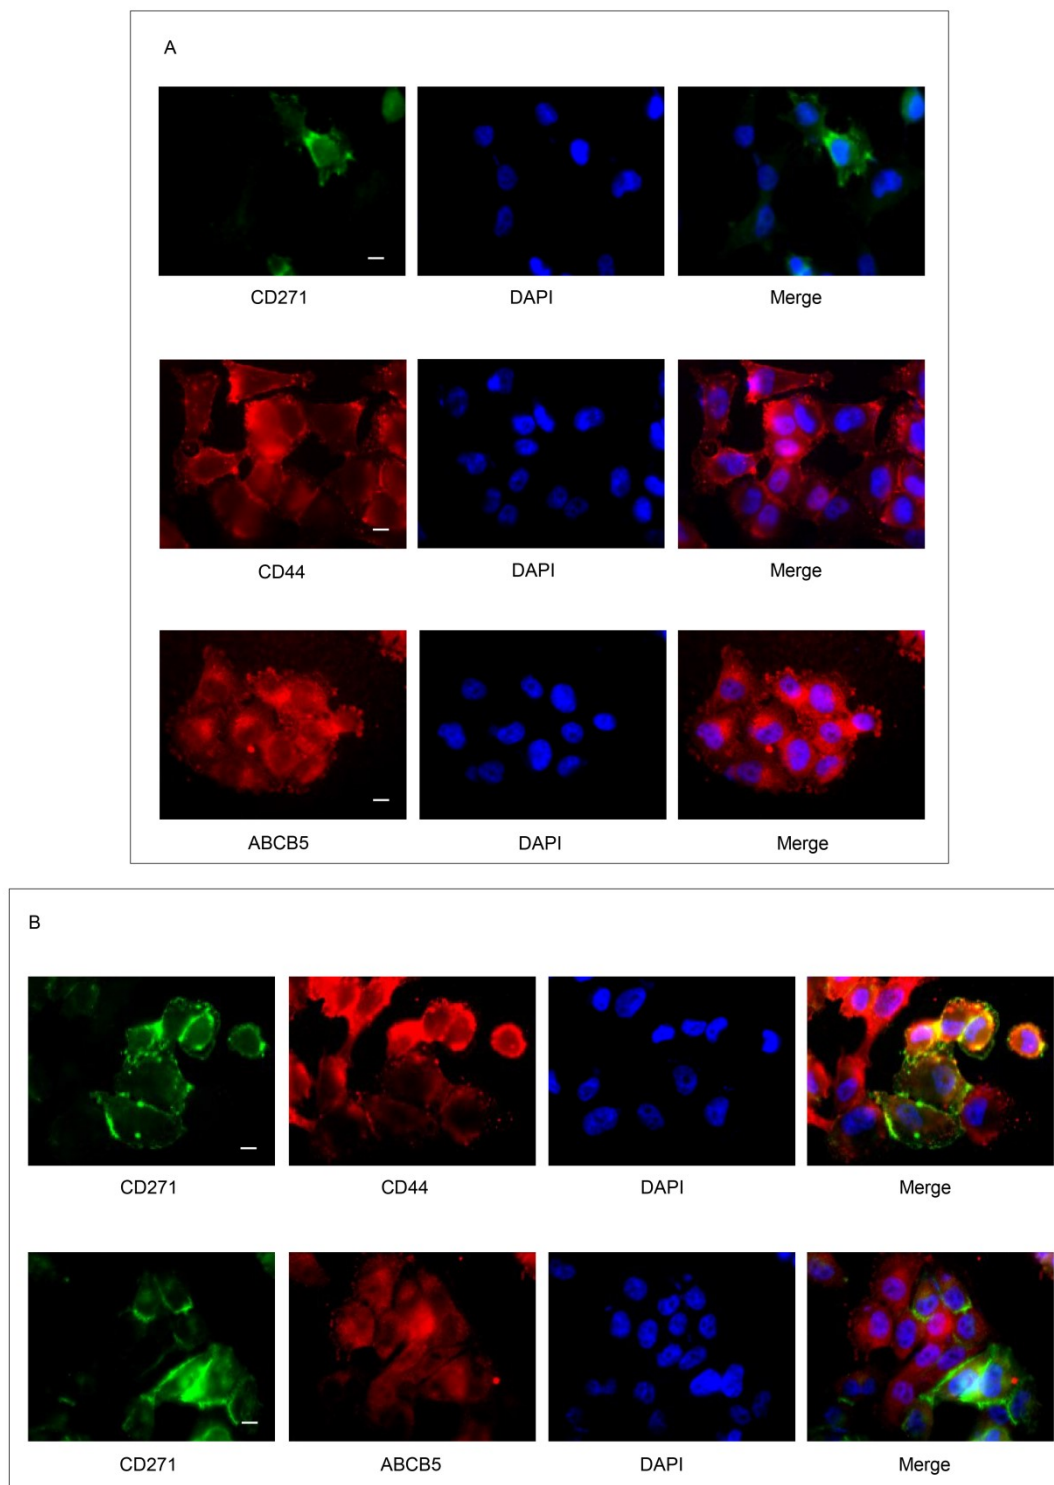 A
CD271 DAPI Merge
CD44 DAPI Merge
ABCB5 DAPI Merge
B
CD271 CD44 DAPI Merge
CD271 ABCB5 DAPI Merge